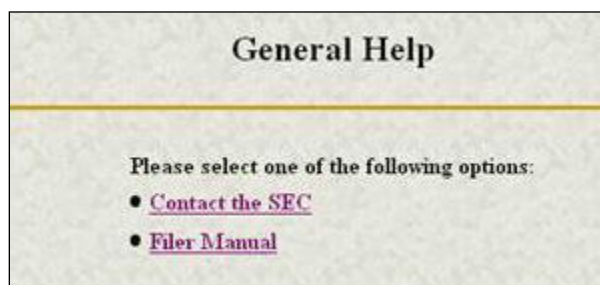 General Help
Please select one of the following options:
• Contact the SEC
• Filer Manual